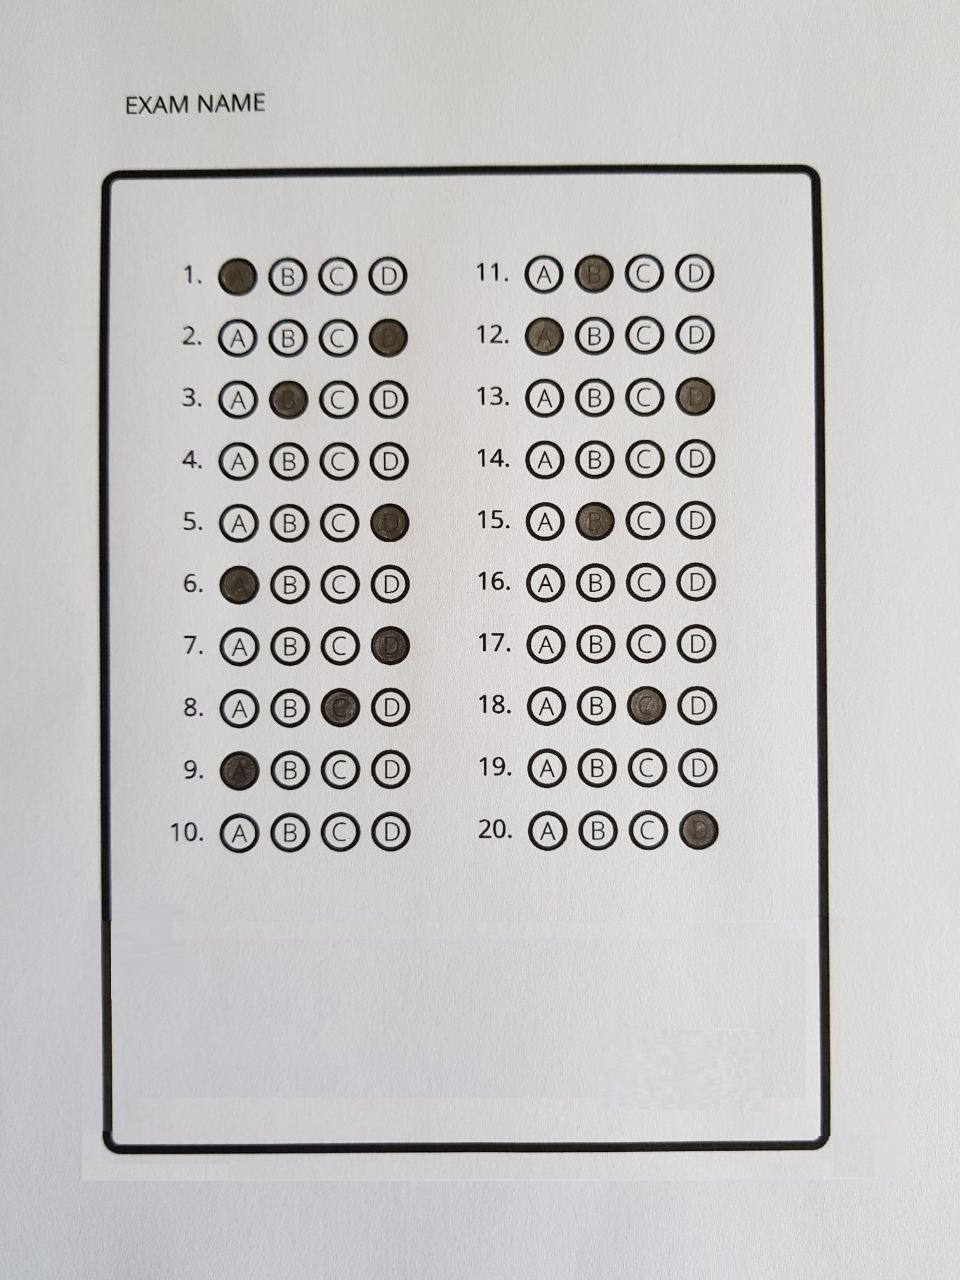 EXAM NAME
1. A B C D
2. A B C D
3. A B C D
4. A B C D
5. A B C D
6. A B C D
7. A B C D
8. A B C D
9. A B C D
10. A B C D
11. A B C D
12. A B C D
13. A B C D
14. A B C D
15. A B C D
16. A B C D
17. A B C D
18. A B C D
19. A B C D
20. A B C D